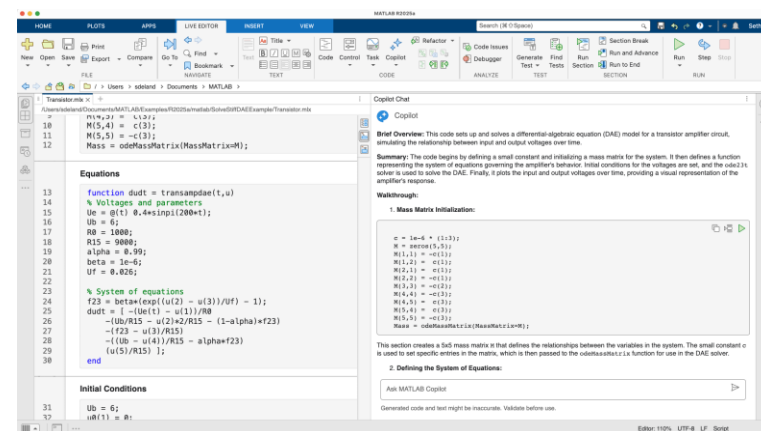 MATLAB R2025a
HOME PLOTS APPS LIVE EDITOR INSERT VIEW
Search (⌘⇧Space)
New Open Save Print Export Compare
FILE
Go To Find Bookmark
NAVIGATE
Text Title
B I U M
TEXT
Code Control Task Copilot Refactor
CODE
Code Issues
Debugger
ANALYZE
Generate Test Find Tests
TEST
Run Section Section Break
Run and Advance
Run to End
SECTION
Run Step Stop
RUN
/ Users sdeland Documents MATLAB
Transistor.mlx
/Users/sdeland/Documents/MATLAB/Examples/R2025a/matlab/SolveStiffDAEExample/Transistor.mlx
9 M(4,5) = c(3);
10 M(5,4) = c(3);
11 M(5,5) = -c(3);
12 Mass = odeMassMatrix(MassMatrix=M);
Equations
13 function dudt = transampdae(t,u)
14 % Voltages and parameters
15 Ue = @(t) 0.4*sinpi(200*t);
16 Ub = 6;
17 R0 = 1000;
18 R15 = 9000;
19 alpha = 0.99;
20 beta = 1e-6;
21 Uf = 0.026;
22
23 % System of equations
24 f23 = beta*(exp((u(2) - u(3))/Uf) - 1);
25 dudt = [ -(Ue(t) - u(1))/R0
26 -(Ub/R15 - u(2)*2/R15 - (1-alpha)*f23)
27 -(f23 - u(3)/R15)
28 -((Ub - u(4))/R15 - alpha*f23)
29 (u(5)/R15) ];
30 end
Initial Conditions
31 Ub = 6;
32 u0(1) = 0;
Copilot Chat
Copilot
Brief Overview: This code sets up and solves a differential-algebraic equation (DAE) model for a transistor amplifier circuit,
simulating the relationship between input and output voltages over time.
Summary: The code begins by defining a small constant and initializing a mass matrix for the system. It then defines a function
representing the system of equations governing the amplifier's behavior. Initial conditions for the voltages are set, and the ode23t
solver is used to solve the DAE. Finally, it plots the input and output voltages over time, providing a visual representation of the
amplifier's response.
Walkthrough:
1. Mass Matrix Initialization:
c = 1e-6 * (1:3);
M = zeros(5,5);
M(1,1) = -c(1);
M(1,2) = c(1);
M(2,1) = c(1);
M(2,2) = -c(1);
M(3,3) = -c(2);
M(4,4) = -c(3);
M(4,5) = c(3);
M(5,4) = c(3);
M(5,5) = -c(3);
Mass = odeMassMatrix(MassMatrix=M);
This section creates a 5x5 mass matrix M that defines the relationships between the variables in the system. The small constant c
is used to set specific entries in the matrix, which is then passed to the odeMassMatrix function for use in the DAE solver.
2. Defining the System of Equations:
Ask MATLAB Copilot
Generated code and text might be inaccurate. Validate before use.
Editor: 110% UTF-8 LF Script